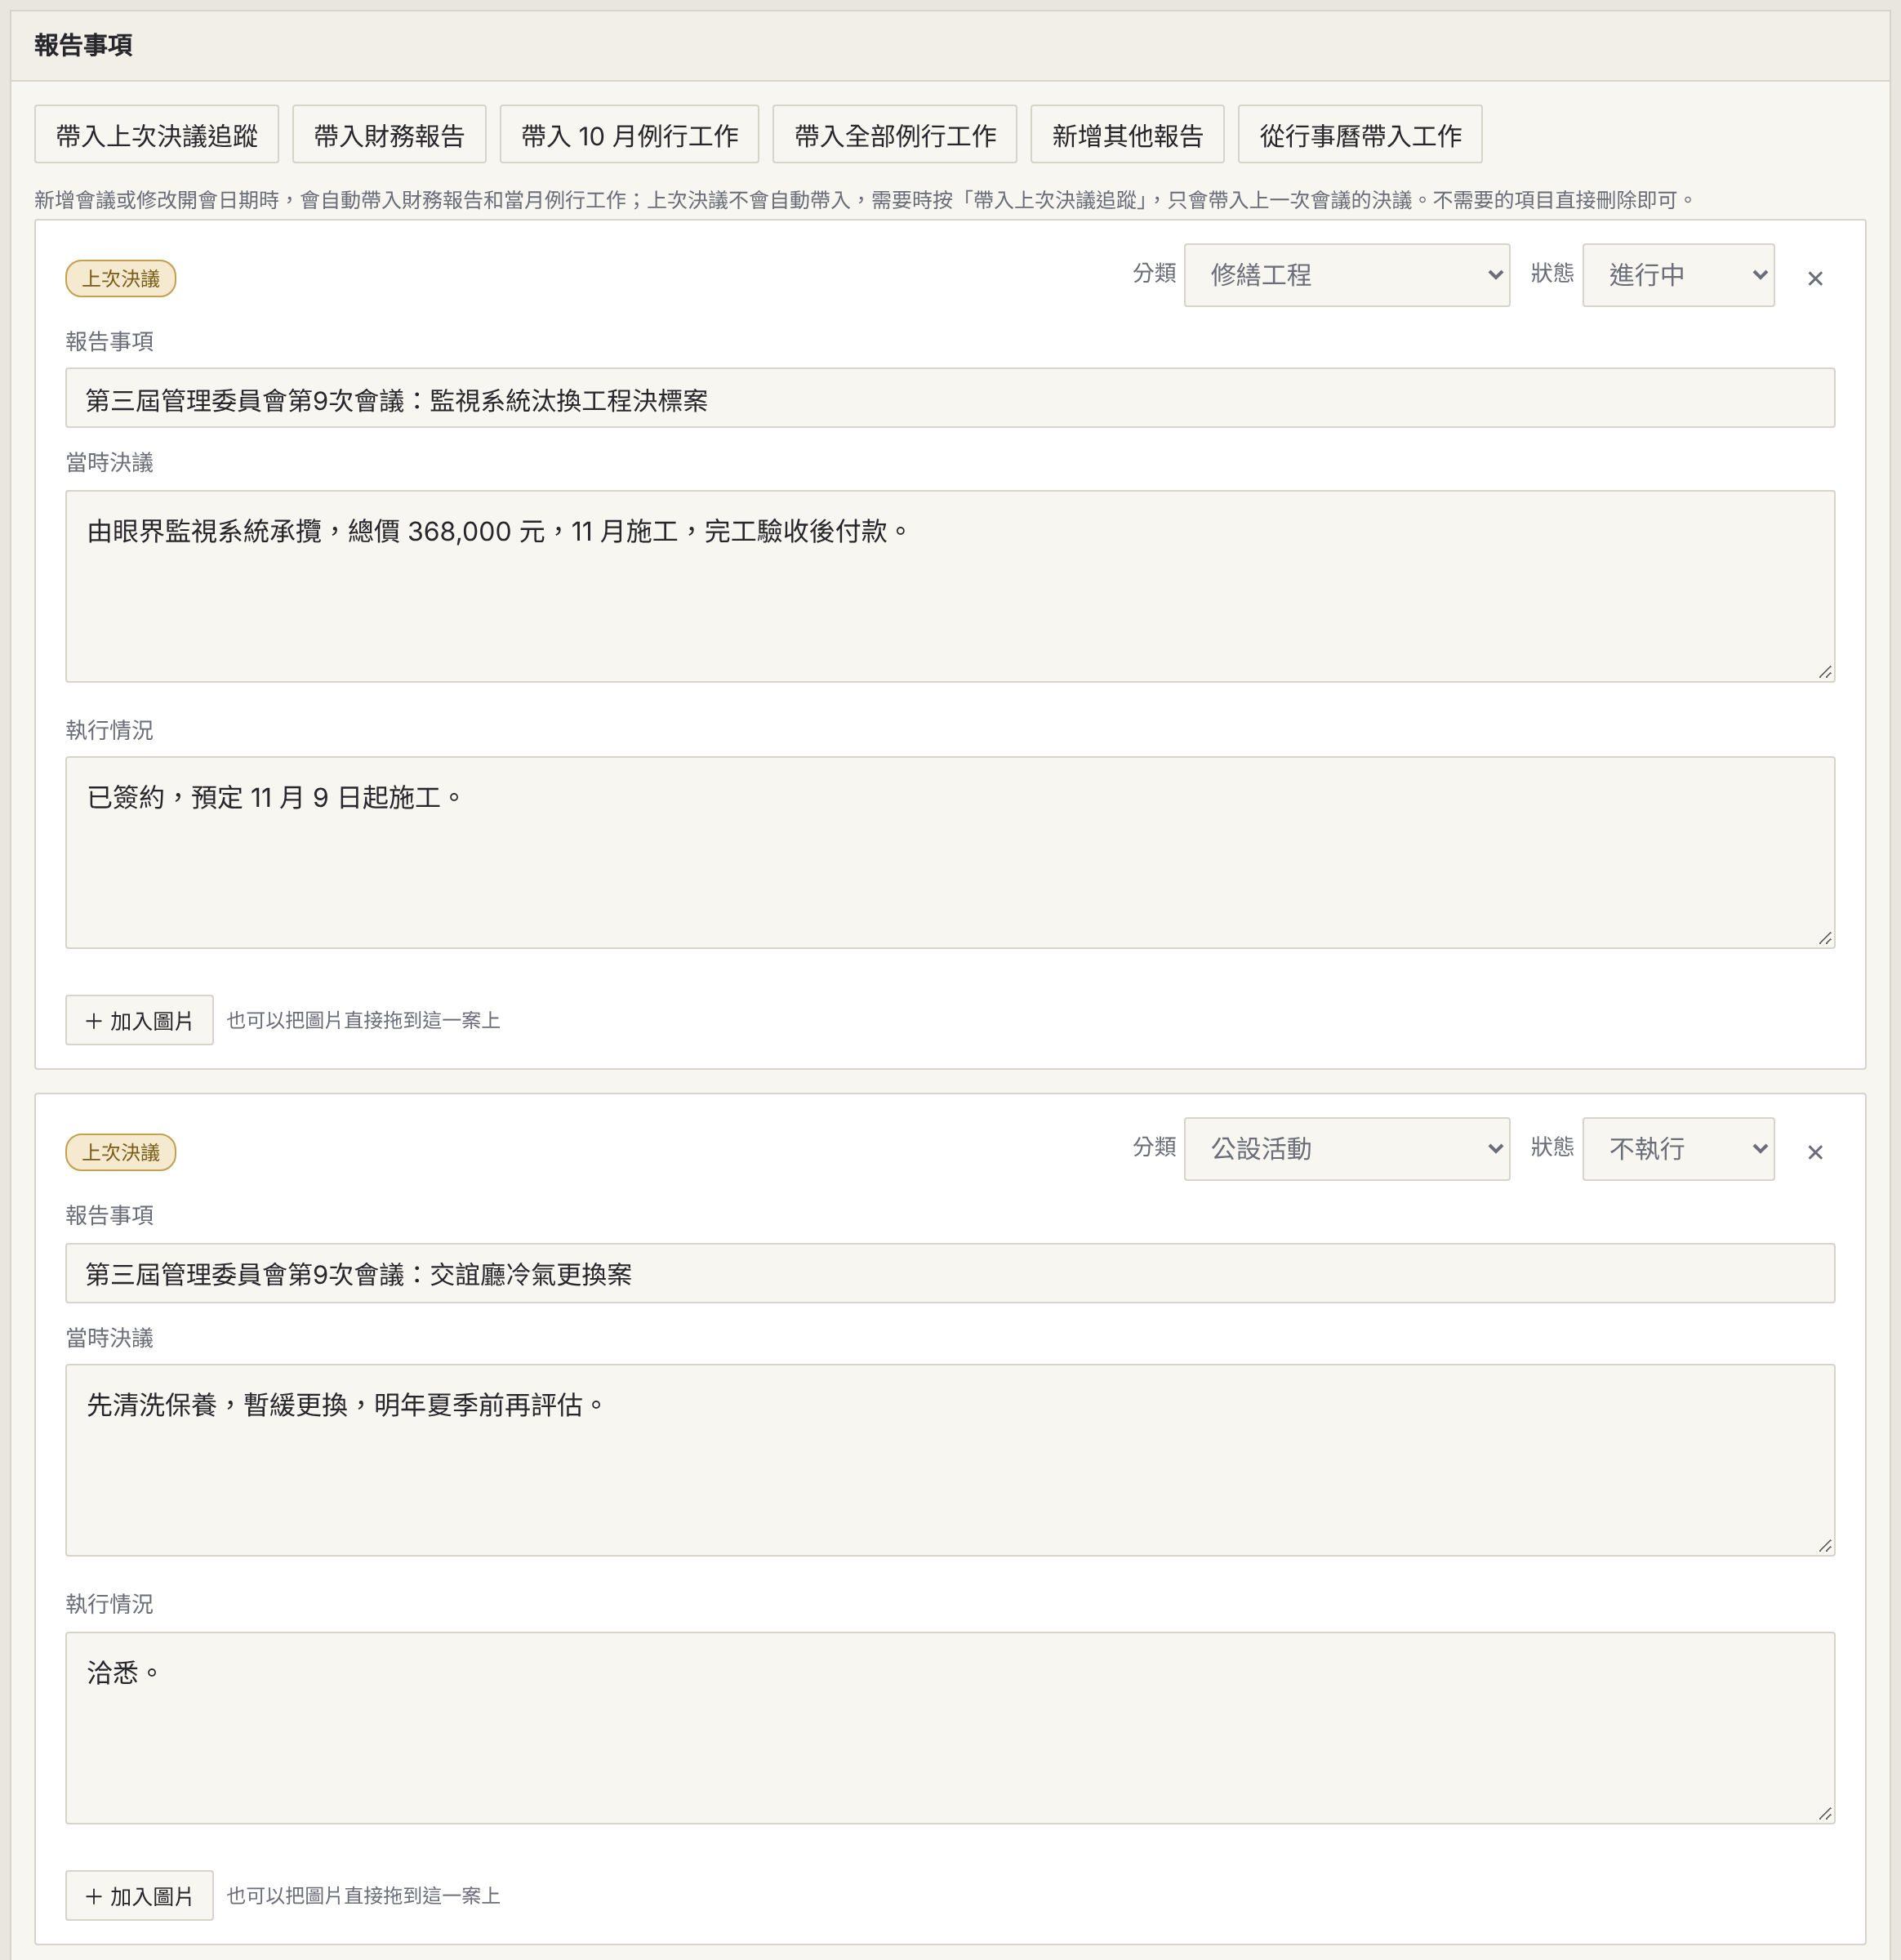 報告事項
帶入上次決議追蹤 帶入財務報告 帶入 10 月例行工作 帶入全部例行工作 新增其他報告 從行事曆帶入工作
新增會議或修改開會日期時，會自動帶入財務報告和當月例行工作；上次決議不會自動帶入，需要時按「帶入上次決議追蹤」，只會帶入上一次會議的決議。不需要的項目直接刪除即可。
上次決議 分類 修繕工程 狀態 進行中 ×
報告事項
第三屆管理委員會第9次會議：監視系統汰換工程決標案
當時決議
由眼界監視系統承攬，總價 368,000 元，11 月施工，完工驗收後付款。
執行情況
已簽約，預定 11 月 9 日起施工。
＋ 加入圖片 也可以把圖片直接拖到這一案上
上次決議 分類 公設活動 狀態 不執行 ×
報告事項
第三屆管理委員會第9次會議：交誼廳冷氣更換案
當時決議
先清洗保養，暫緩更換，明年夏季前再評估。
執行情況
洽悉。
＋ 加入圖片 也可以把圖片直接拖到這一案上